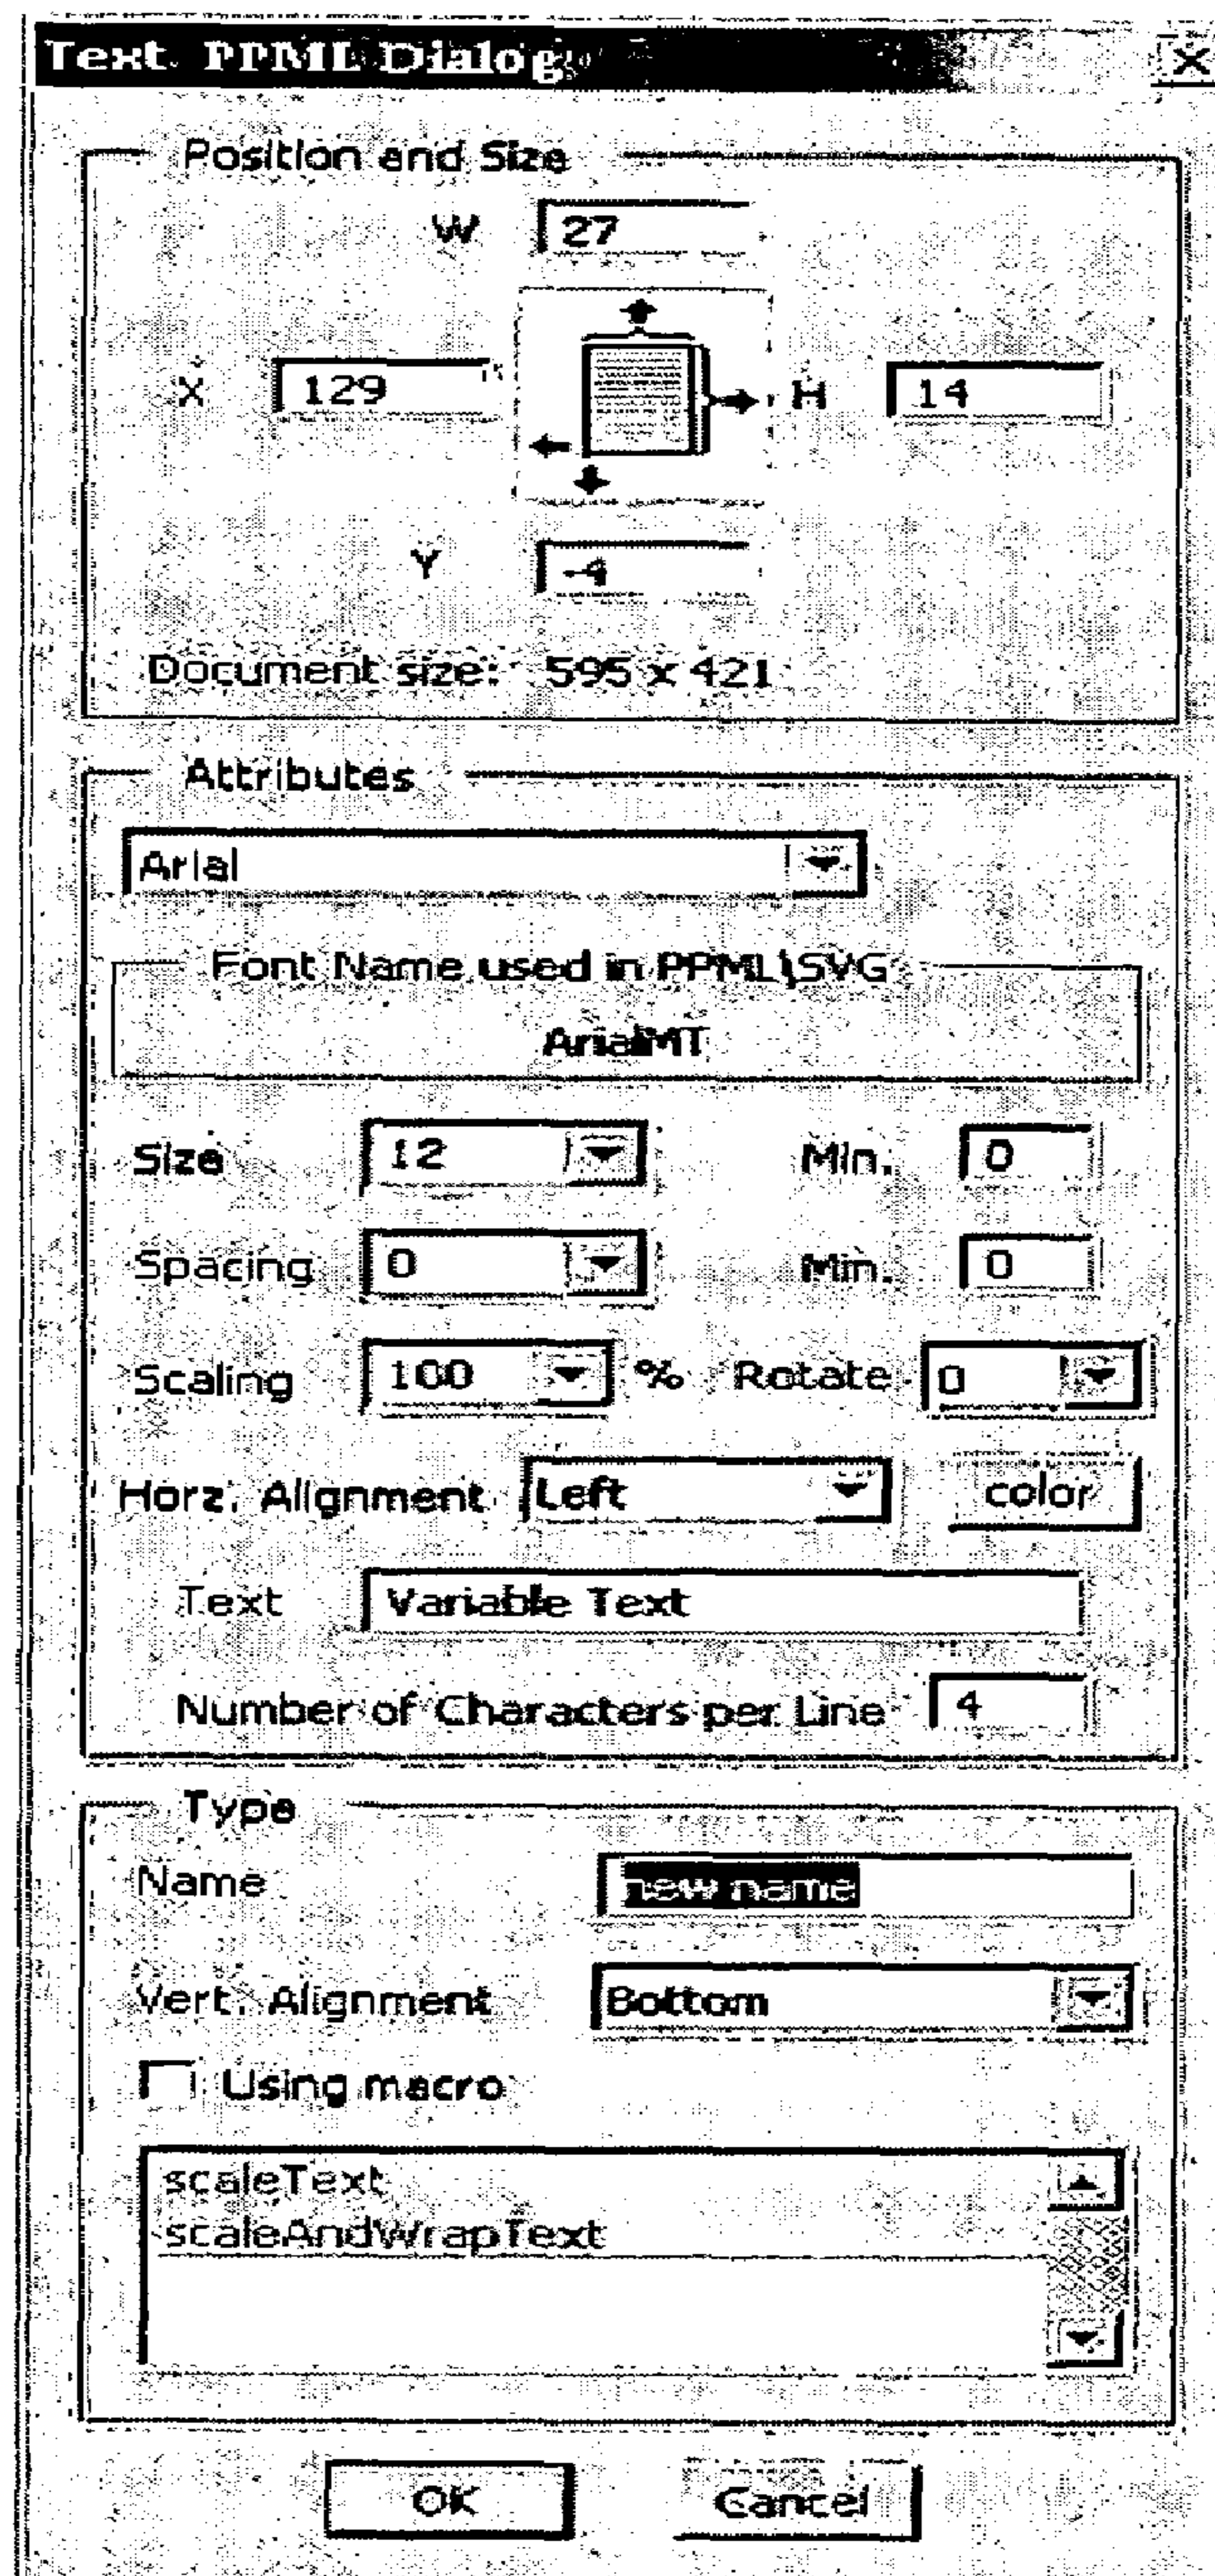 Text PPML Dialog X
Position and Size
W 27
X 129 H 14
Y -4
Document size: 595 x 421
Attributes
Arial
Font Name used in PPML\SVG
ArialMT
Size 12 Min. 0
Spacing 0 Min. 0
Scaling 100 % Rotate 0
Horz. Alignment Left color
Text Variable Text
Number of Characters per Line 4
Type
Name new name
Vert. Alignment Bottom
Using macro
scaleText
scaleAndWrapText
OK Cancel